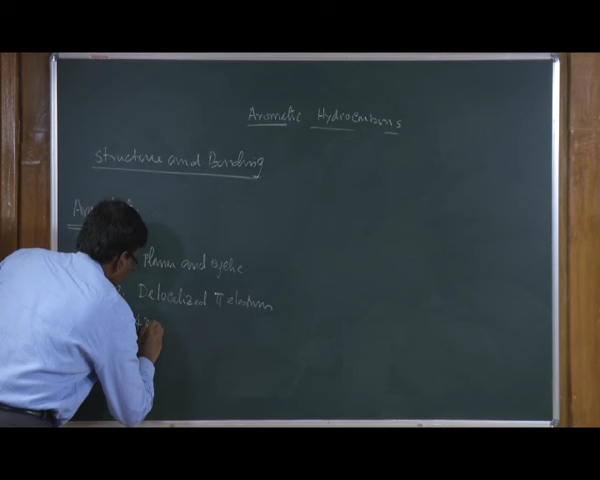 Aromatic Hydrocarbons
Structure and Bonding
Planar and cyclic
Delocalized π electrons